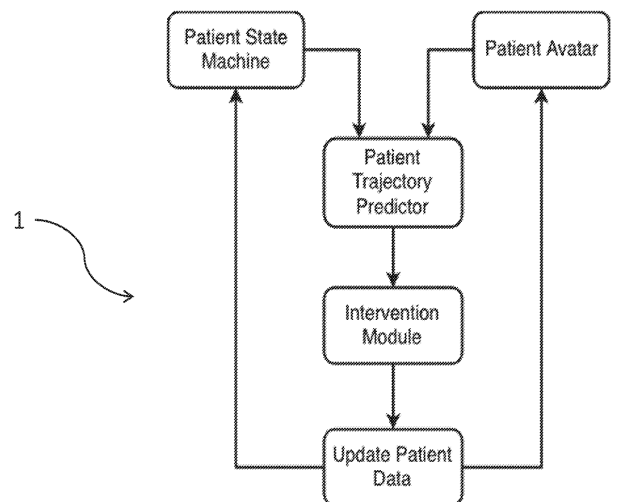 Patient State
Machine
Patient Avatar
Patient
Trajectory
Predictor
1
Intervention
Module
Update Patient
Data